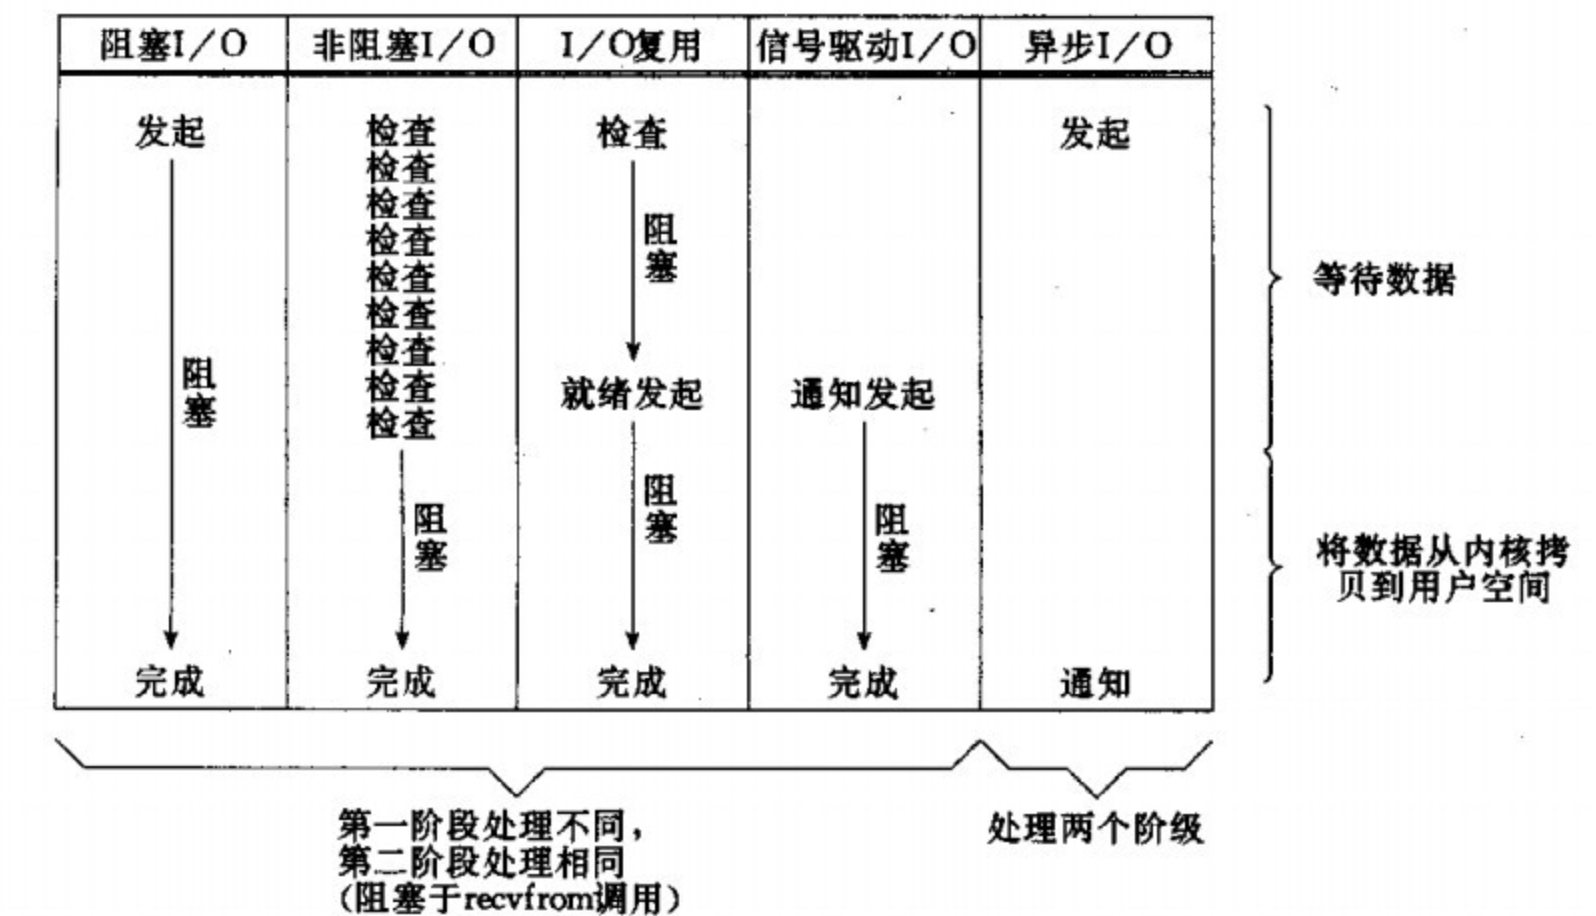 阻塞I/O 非阻塞I/O I/O复用 信号驱动I/O 异步I/O
发起 检查 检查 发起
检查
检查
检查
检查
检查
检查
检查
检查
阻塞
等待数据
阻塞
就绪发起 通知发起
阻塞
阻塞
阻塞
将数据从内核拷
贝到用户空间
完成 完成 完成 完成 通知
第一阶段处理不同，
第二阶段处理相同
(阻塞于recvfrom调用)
处理两个阶级